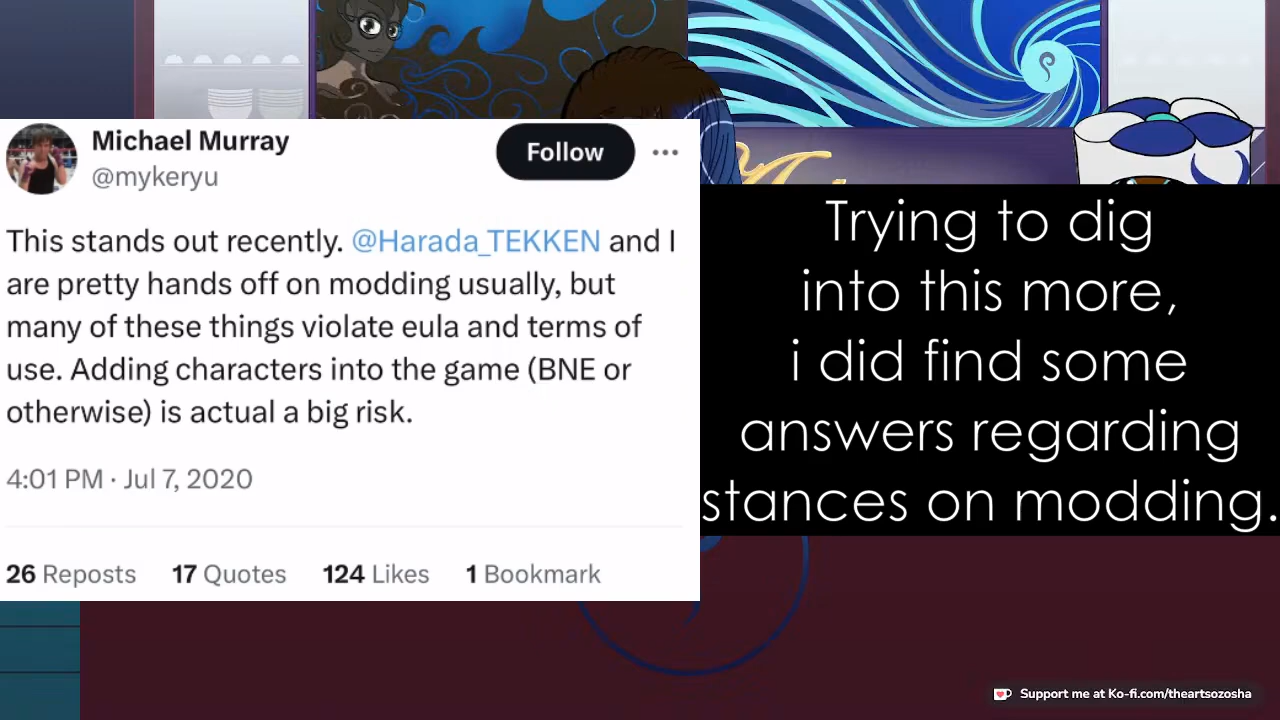 Michael Murray
@mykeryu
Follow
This stands out recently. @Harada_TEKKEN and I
are pretty hands off on modding usually, but
many of these things violate eula and terms of
use. Adding characters into the game (BNE or
otherwise) is actual a big risk.
4:01 PM · Jul 7, 2020
26 Reposts 17 Quotes 124 Likes 1 Bookmark
Trying to dig
into this more,
i did find some
answers regarding
stances on modding.
Support me at Ko-fi.com/theartsozosha